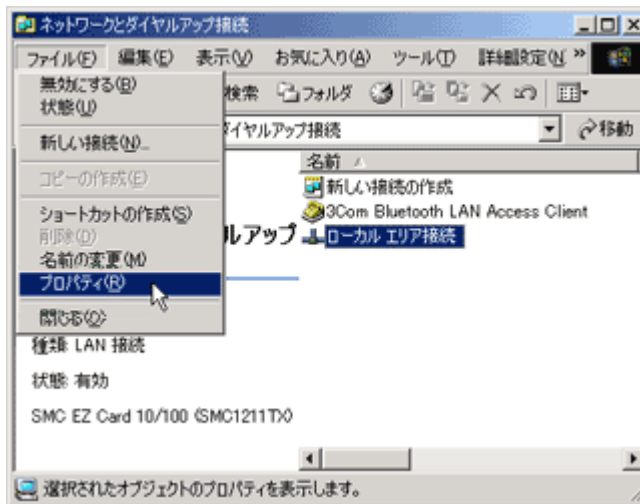 ネットワークとダイヤルアップ接続
ファイル(F) 編集(E) 表示(V) お気に入り(A) ツール(T) 詳細設定(N) »
無効にする(B)
状態(U)
新しい接続(N)...
コピーの作成(E)
ショートカットの作成(S)
削除(D)
名前の変更(M)
プロパティ(R)
閉じる(C)
検索 フォルダ
ダイヤルアップ接続 移動
名前
新しい接続の作成
3Com Bluetooth LAN Access Client
ローカル エリア接続
ルアップ
種類: LAN 接続
状態: 有効
SMC EZ Card 10/100 (SMC1211TX)
選択されたオブジェクトのプロパティを表示します。